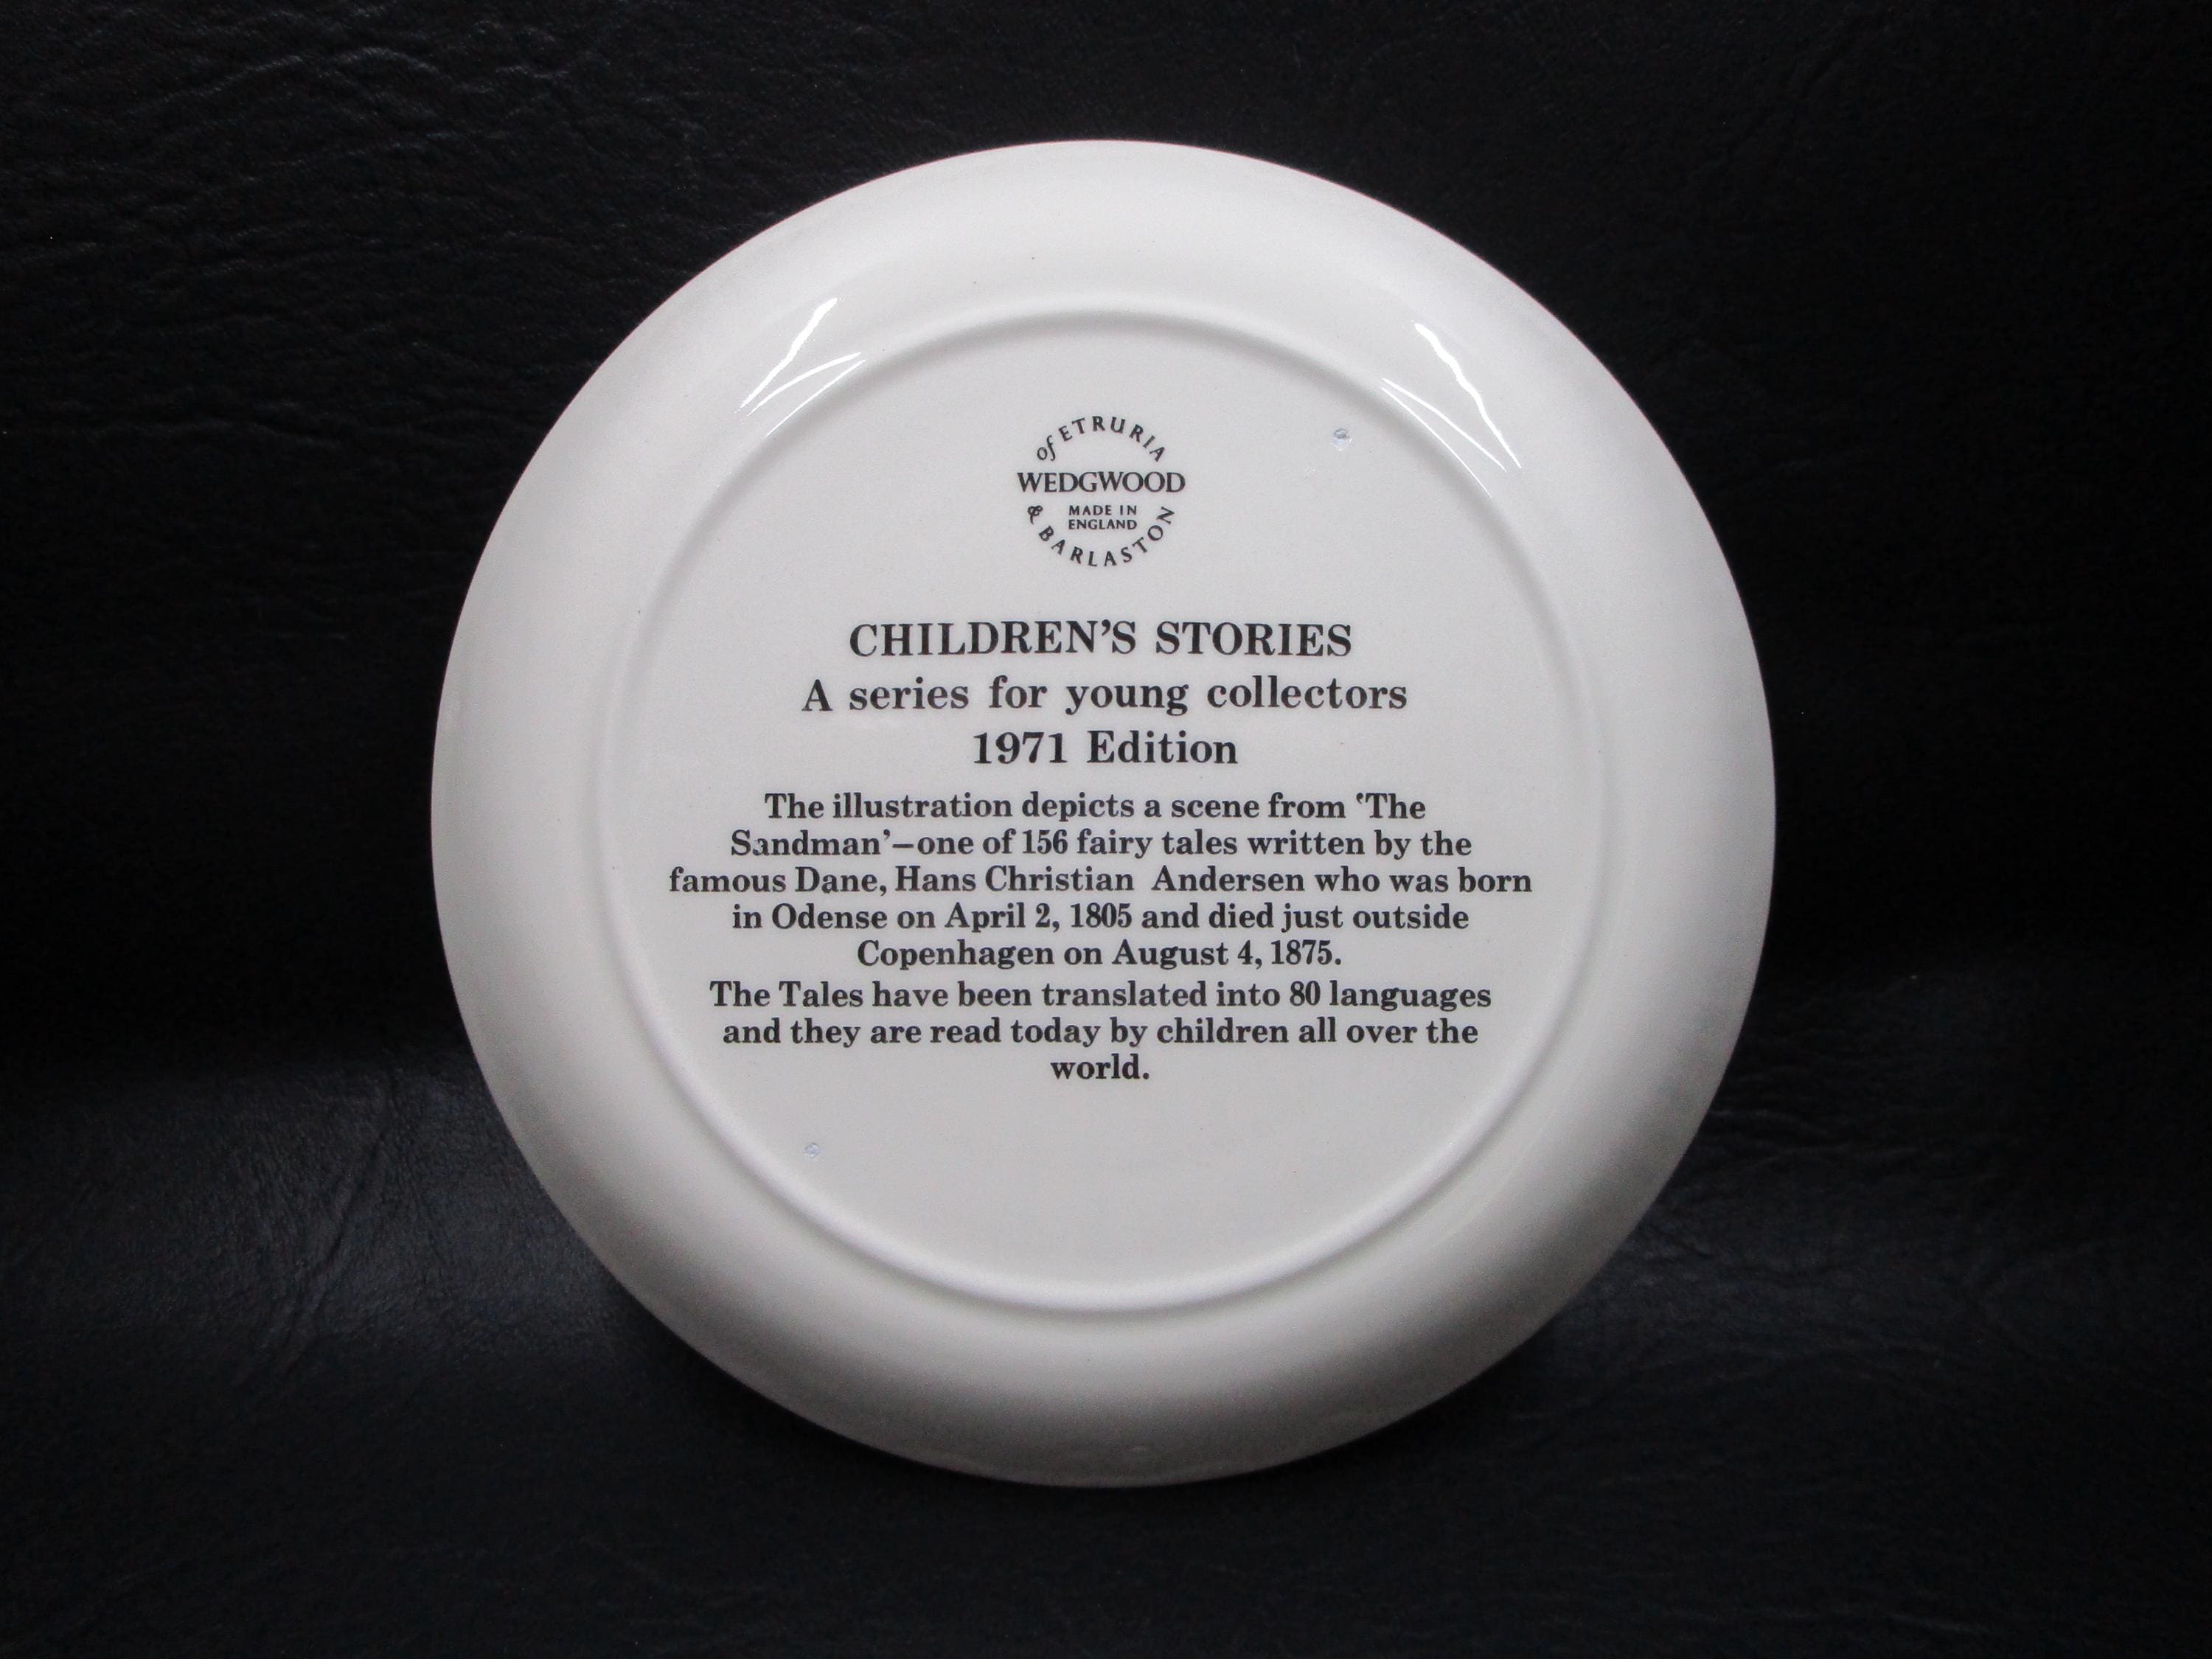 of ETRURIA
WEDGWOOD
MADE IN
ENGLAND
& BARLASTON
CHILDREN’S STORIES
A series for young collectors
1971 Edition
The illustration depicts a scene from ‘The
Sandman’—one of 156 fairy tales written by the
famous Dane, Hans Christian Andersen who was born
in Odense on April 2, 1805 and died just outside
Copenhagen on August 4, 1875.
The Tales have been translated into 80 languages
and they are read today by children all over the
world.